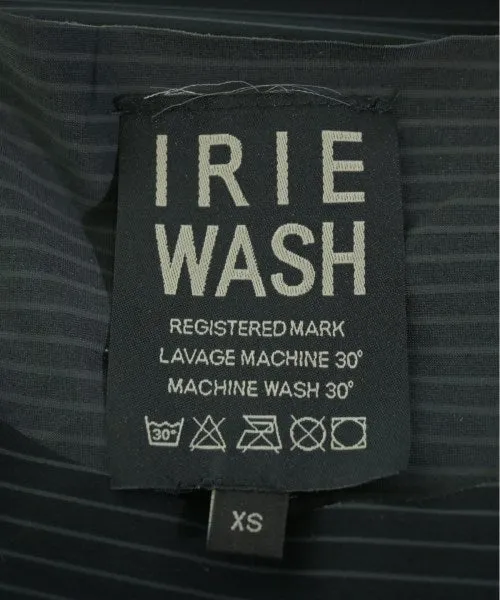 IRIE
WASH
REGISTERED MARK
LAVAGE MACHINE 30°
MACHINE WASH 30°
30°
XS